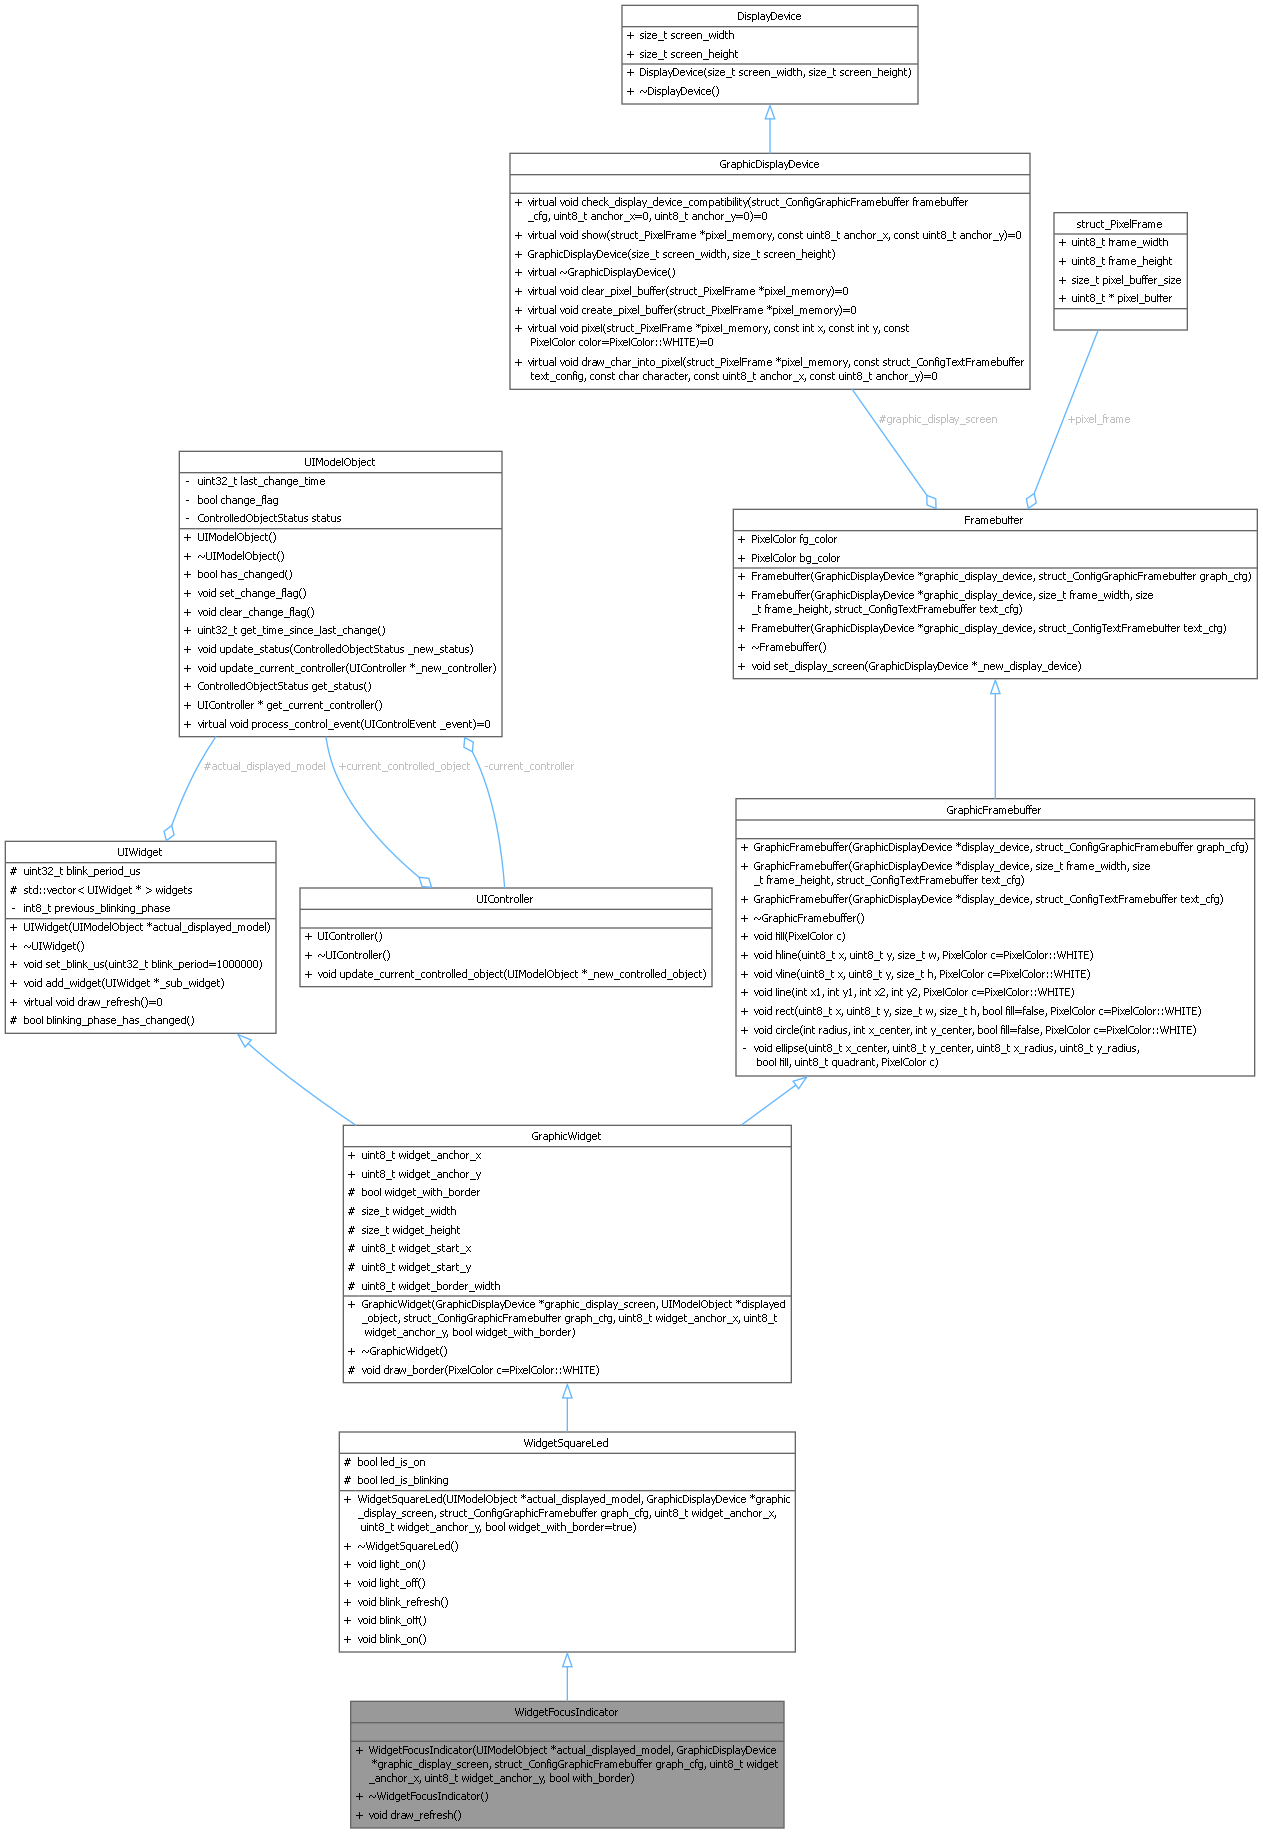 DisplayDevice
+ size_t screen_width
+ size_t screen_height
+ DisplayDevice(size_t screen_width, size_t screen_height)
+ ~DisplayDevice()
GraphicDisplayDevice
+ virtual void check_display_device_compatibility(struct_ConfigGraphicFramebuffer framebuffer
_cfg, uint8_t anchor_x=0, uint8_t anchor_y=0)=0
+ virtual void show(struct_PixelFrame *pixel_memory, const uint8_t anchor_x, const uint8_t anchor_y)=0
+ GraphicDisplayDevice(size_t screen_width, size_t screen_height)
+ virtual ~GraphicDisplayDevice()
+ virtual void clear_pixel_buffer(struct_PixelFrame *pixel_memory)=0
+ virtual void create_pixel_buffer(struct_PixelFrame *pixel_memory)=0
+ virtual void pixel(struct_PixelFrame *pixel_memory, const int x, const int y, const
PixelColor color=PixelColor::WHITE)=0
+ virtual void draw_char_into_pixel(struct_PixelFrame *pixel_memory, const struct_ConfigTextFramebuffer
text_config, const char character, const uint8_t anchor_x, const uint8_t anchor_y)=0
struct_PixelFrame
+ uint8_t frame_width
+ uint8_t frame_height
+ size_t pixel_buffer_size
+ uint8_t * pixel_buffer
#graphic_display_screen
+pixel_frame
UIModelObject
- uint32_t last_change_time
- bool change_flag
- ControlledObjectStatus status
+ UIModelObject()
+ ~UIModelObject()
+ bool has_changed()
+ void set_change_flag()
+ void clear_change_flag()
+ uint32_t get_time_since_last_change()
+ void update_status(ControlledObjectStatus _new_status)
+ void update_current_controller(UIController *_new_controller)
+ ControlledObjectStatus get_status()
+ UIController * get_current_controller()
+ virtual void process_control_event(UIControlEvent _event)=0
Framebuffer
+ PixelColor fg_color
+ PixelColor bg_color
+ Framebuffer(GraphicDisplayDevice *graphic_display_device, struct_ConfigGraphicFramebuffer graph_cfg)
+ Framebuffer(GraphicDisplayDevice *graphic_display_device, size_t frame_width, size
_t frame_height, struct_ConfigTextFramebuffer text_cfg)
+ Framebuffer(GraphicDisplayDevice *graphic_display_device, struct_ConfigTextFramebuffer text_cfg)
+ ~Framebuffer()
+ void set_display_screen(GraphicDisplayDevice *_new_display_device)
#actual_displayed_model
+current_controlled_object
-current_controller
UIWidget
# uint32_t blink_period_us
# std::vector< UIWidget * > widgets
- int8_t previous_blinking_phase
+ UIWidget(UIModelObject *actual_displayed_model)
+ ~UIWidget()
+ void set_blink_us(uint32_t blink_period=1000000)
+ void add_widget(UIWidget *_sub_widget)
+ virtual void draw_refresh()=0
# bool blinking_phase_has_changed()
UIController
+ UIController()
+ ~UIController()
+ void update_current_controlled_object(UIModelObject *_new_controlled_object)
GraphicFramebuffer
+ GraphicFramebuffer(GraphicDisplayDevice *display_device, struct_ConfigGraphicFramebuffer graph_cfg)
+ GraphicFramebuffer(GraphicDisplayDevice *display_device, size_t frame_width, size
_t frame_height, struct_ConfigTextFramebuffer text_cfg)
+ GraphicFramebuffer(GraphicDisplayDevice *display_device, struct_ConfigTextFramebuffer text_cfg)
+ ~GraphicFramebuffer()
+ void fill(PixelColor c)
+ void hline(uint8_t x, uint8_t y, size_t w, PixelColor c=PixelColor::WHITE)
+ void vline(uint8_t x, uint8_t y, size_t h, PixelColor c=PixelColor::WHITE)
+ void line(int x1, int y1, int x2, int y2, PixelColor c=PixelColor::WHITE)
+ void rect(uint8_t x, uint8_t y, size_t w, size_t h, bool fill=false, PixelColor c=PixelColor::WHITE)
+ void circle(int radius, int x_center, int y_center, bool fill=false, PixelColor c=PixelColor::WHITE)
- void ellipse(uint8_t x_center, uint8_t y_center, uint8_t x_radius, uint8_t y_radius,
bool fill, uint8_t quadrant, PixelColor c)
GraphicWidget
+ uint8_t widget_anchor_x
+ uint8_t widget_anchor_y
# bool widget_with_border
# size_t widget_width
# size_t widget_height
# uint8_t widget_start_x
# uint8_t widget_start_y
# uint8_t widget_border_width
+ GraphicWidget(GraphicDisplayDevice *graphic_display_screen, UIModelObject *displayed
_object, struct_ConfigGraphicFramebuffer graph_cfg, uint8_t widget_anchor_x, uint8_t
widget_anchor_y, bool widget_with_border)
+ ~GraphicWidget()
# void draw_border(PixelColor c=PixelColor::WHITE)
WidgetSquareLed
# bool led_is_on
# bool led_is_blinking
+ WidgetSquareLed(UIModelObject *actual_displayed_model, GraphicDisplayDevice *graphic
_display_screen, struct_ConfigGraphicFramebuffer graph_cfg, uint8_t widget_anchor_x,
uint8_t widget_anchor_y, bool widget_with_border=true)
+ ~WidgetSquareLed()
+ void light_on()
+ void light_off()
+ void blink_refresh()
+ void blink_off()
+ void blink_on()
WidgetFocusIndicator
+ WidgetFocusIndicator(UIModelObject *actual_displayed_model, GraphicDisplayDevice
*graphic_display_screen, struct_ConfigGraphicFramebuffer graph_cfg, uint8_t widget
_anchor_x, uint8_t widget_anchor_y, bool with_border)
+ ~WidgetFocusIndicator()
+ void draw_refresh()